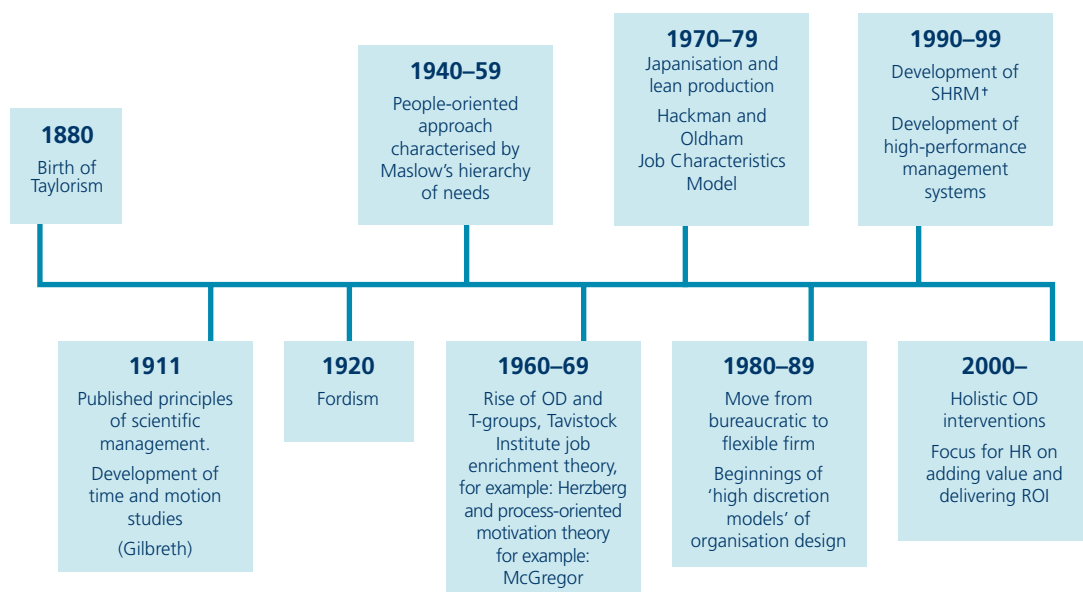 1880
Birth of
Taylorism
1911
Published principles
of scientific
management.
Development of
time and motion
studies
(Gilbreth)
1920
Fordism
1940–59
People-oriented
approach
characterised by
Maslow’s hierarchy
of needs
1960–69
Rise of OD and
T-groups, Tavistock
Institute job
enrichment theory,
for example: Herzberg
and process-oriented
motivation theory
for example:
McGregor
1970–79
Japanisation and
lean production
Hackman and
Oldham
Job Characteristics
Model
1980–89
Move from
bureaucratic to
flexible firm
Beginnings of
‘high discretion
models’ of
organisation design
1990–99
Development of
SHRM†
Development of
high-performance
management
systems
2000–
Holistic OD
interventions
Focus for HR on
adding value and
delivering ROI